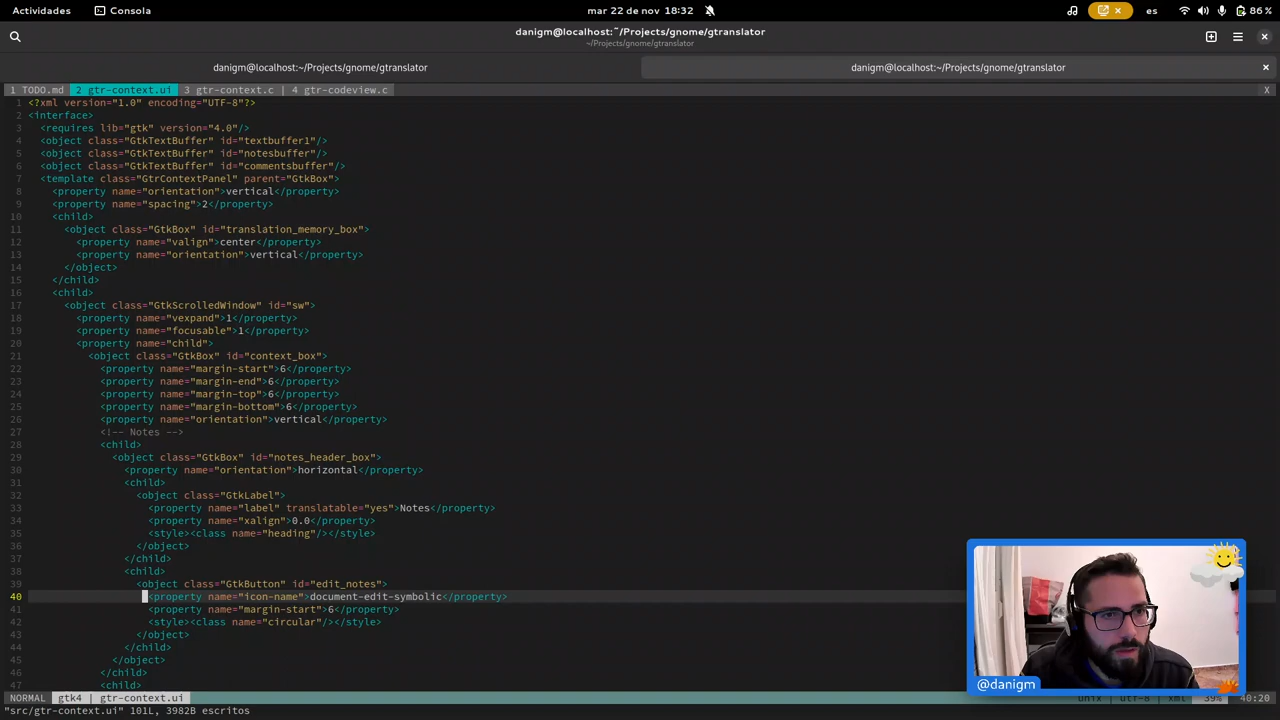 Actividades
Consola
mar 22 de nov 18:32
es
86 %
danigm@localhost:~/Projects/gnome/gtranslator
~/Projects/gnome/gtranslator
danigm@localhost:~/Projects/gnome/gtranslator
danigm@localhost:~/Projects/gnome/gtranslator
1 TODO.md 2 gtr-context.ui 3 gtr-context.c | 4 gtr-codeview.c X
1 <?xml version="1.0" encoding="UTF-8"?>
2 <interface>
3 <requires lib="gtk" version="4.0"/>
4 <object class="GtkTextBuffer" id="textbuffer1"/>
5 <object class="GtkTextBuffer" id="notesbuffer"/>
6 <object class="GtkTextBuffer" id="commentsbuffer"/>
7 <template class="GtrContextPanel" parent="GtkBox">
8 <property name="orientation">vertical</property>
9 <property name="spacing">2</property>
10 <child>
11 <object class="GtkBox" id="translation_memory_box">
12 <property name="valign">center</property>
13 <property name="orientation">vertical</property>
14 </object>
15 </child>
16 <child>
17 <object class="GtkScrolledWindow" id="sw">
18 <property name="vexpand">1</property>
19 <property name="focusable">1</property>
20 <property name="child">
21 <object class="GtkBox" id="context_box">
22 <property name="margin-start">6</property>
23 <property name="margin-end">6</property>
24 <property name="margin-top">6</property>
25 <property name="margin-bottom">6</property>
26 <property name="orientation">vertical</property>
27 <!-- Notes -->
28 <child>
29 <object class="GtkBox" id="notes_header_box">
30 <property name="orientation">horizontal</property>
31 <child>
32 <object class="GtkLabel">
33 <property name="label" translatable="yes">Notes</property>
34 <property name="xalign">0.0</property>
35 <style><class name="heading"/></style>
36 </object>
37 </child>
38 <child>
39 <object class="GtkButton" id="edit_notes">
40 <property name="icon-name">document-edit-symbolic</property>
41 <property name="margin-start">6</property>
42 <style><class name="circular"/></style>
43 </object>
44 </child>
45 </object>
46 </child>
47 <child>
@danigm
NORMAL gtk4 | gtr-context.ui unix | utf-8 | xml 39% 40:20
"src/gtr-context.ui" 101L, 3982B escritos